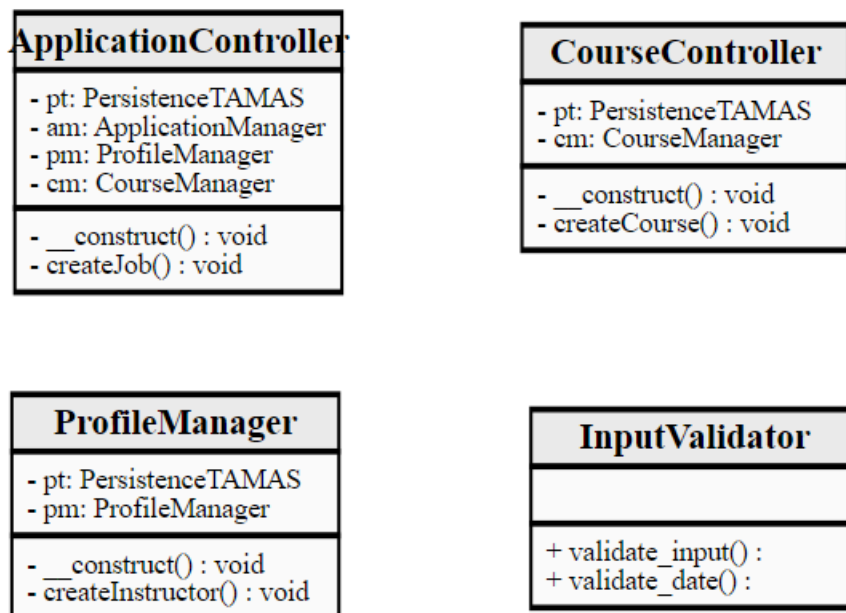 ApplicationController
- pt: PersistenceTAMAS
- am: ApplicationManager
- pm: ProfileManager
- cm: CourseManager
- __construct() : void
- createJob() : void
CourseController
- pt: PersistenceTAMAS
- cm: CourseManager
- __construct() : void
- createCourse() : void
ProfileManager
- pt: PersistenceTAMAS
- pm: ProfileManager
- __construct() : void
- createInstructor() : void
InputValidator
+ validate_input() :
+ validate_date() :